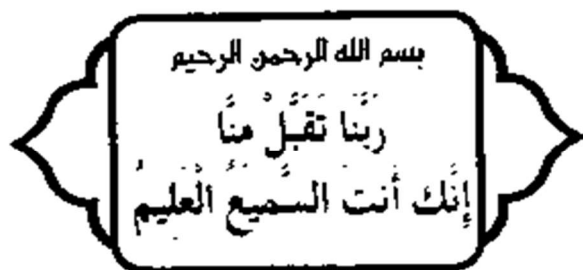 بسم الله الرحمن الرحيم
رَبَّنَا تَقَبَّلْ مِنَّا
إِنَّكَ أَنتَ السَّمِيعُ الْعَلِيمُ